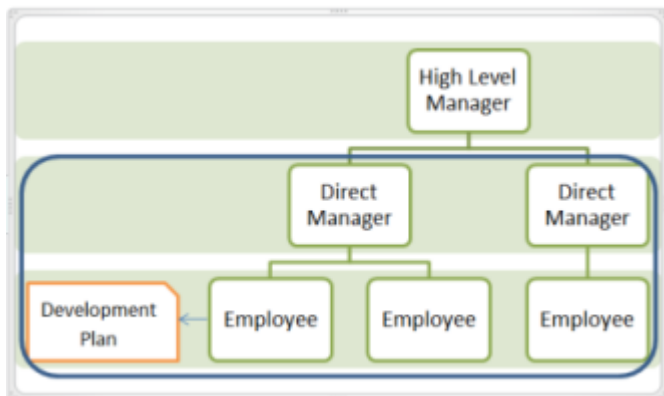 High Level
Manager
Direct
Manager
Direct
Manager
Development
Plan
Employee
Employee
Employee